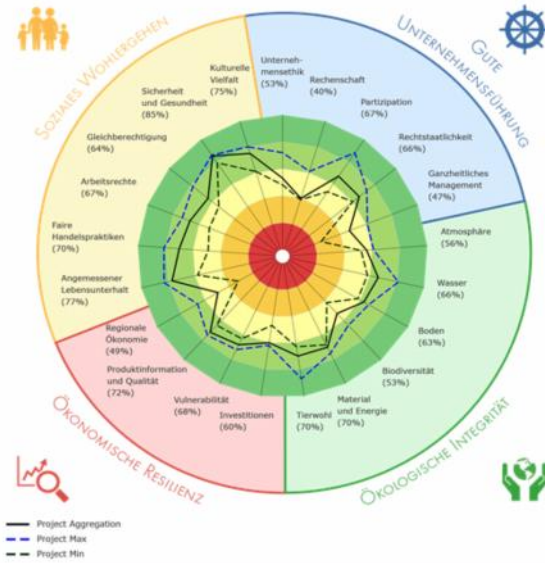 SOZIALES WOHLERGEHEN
GUTE
UNTERNEHMENSFÜHRUNG
Kulturelle
Vielfalt
(75%)
Sicherheit
und Gesundheit
(85%)
Gleichberechtigung
(64%)
Arbeitsrechte
(67%)
Faire
Handelspraktiken
(70%)
Angemessener
Lebensunterhalt
(77%)
Unterneh-
mensethik
(53%)
Rechenschaft
(40%)
Partizipation
(67%)
Rechtstaatlichkeit
(66%)
Ganzheitliches
Management
(47%)
Atmosphäre
(56%)
Wasser
(66%)
Boden
(63%)
Biodiversität
(53%)
Material
und Energie
(70%)
Tierwohl
(70%)
Regionale
Ökonomie
(49%)
Produktinformation
und Qualität
(72%)
Vulnerabilität
(68%)
Investitionen
(60%)
ÖKONOMISCHE RESILIENZ
ÖKOLOGISCHE INTEGRITÄT
Project Aggregation
Project Max
Project Min